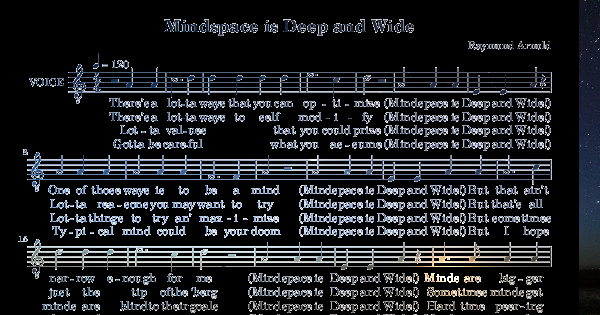 Mindspace is Deep and Wide
Raymond Arnold
= 120
VOICE
There's a lot-ta ways that you can op - ti - mise (Mindspace is Deep and Wide!)
There's a lot-ta ways to self mod - i - fy (Mindspace is Deep and Wide!)
Lot - ta val-ues that you could prise (Mindspace is Deep and Wide!)
Gotta be care-ful what you as - sume (Mindspace is Deep and Wide!)
One of those ways is to be a mind (Mindspace is Deep and Wide!) But that ain't
Lot-ta rea-sons you may want to try (Mindspace is Deep and Wide!) But that's all
Lot-ta things to try an' max - i - mise (Mindspace is Deep and Wide!) But sometimes
Ty - pi - cal mind could be your doom (Mindspace is Deep and Wide!) But I hope
nar-row e-nough for me (Mindspace is Deep and Wide!) Minds are big-ger
just the tip of the 'berg (Mindspace is Deep and Wide!) Sometimes minds get
minds are blind to their goals (Mindspace is Deep and Wide!) Hard time peer-ing